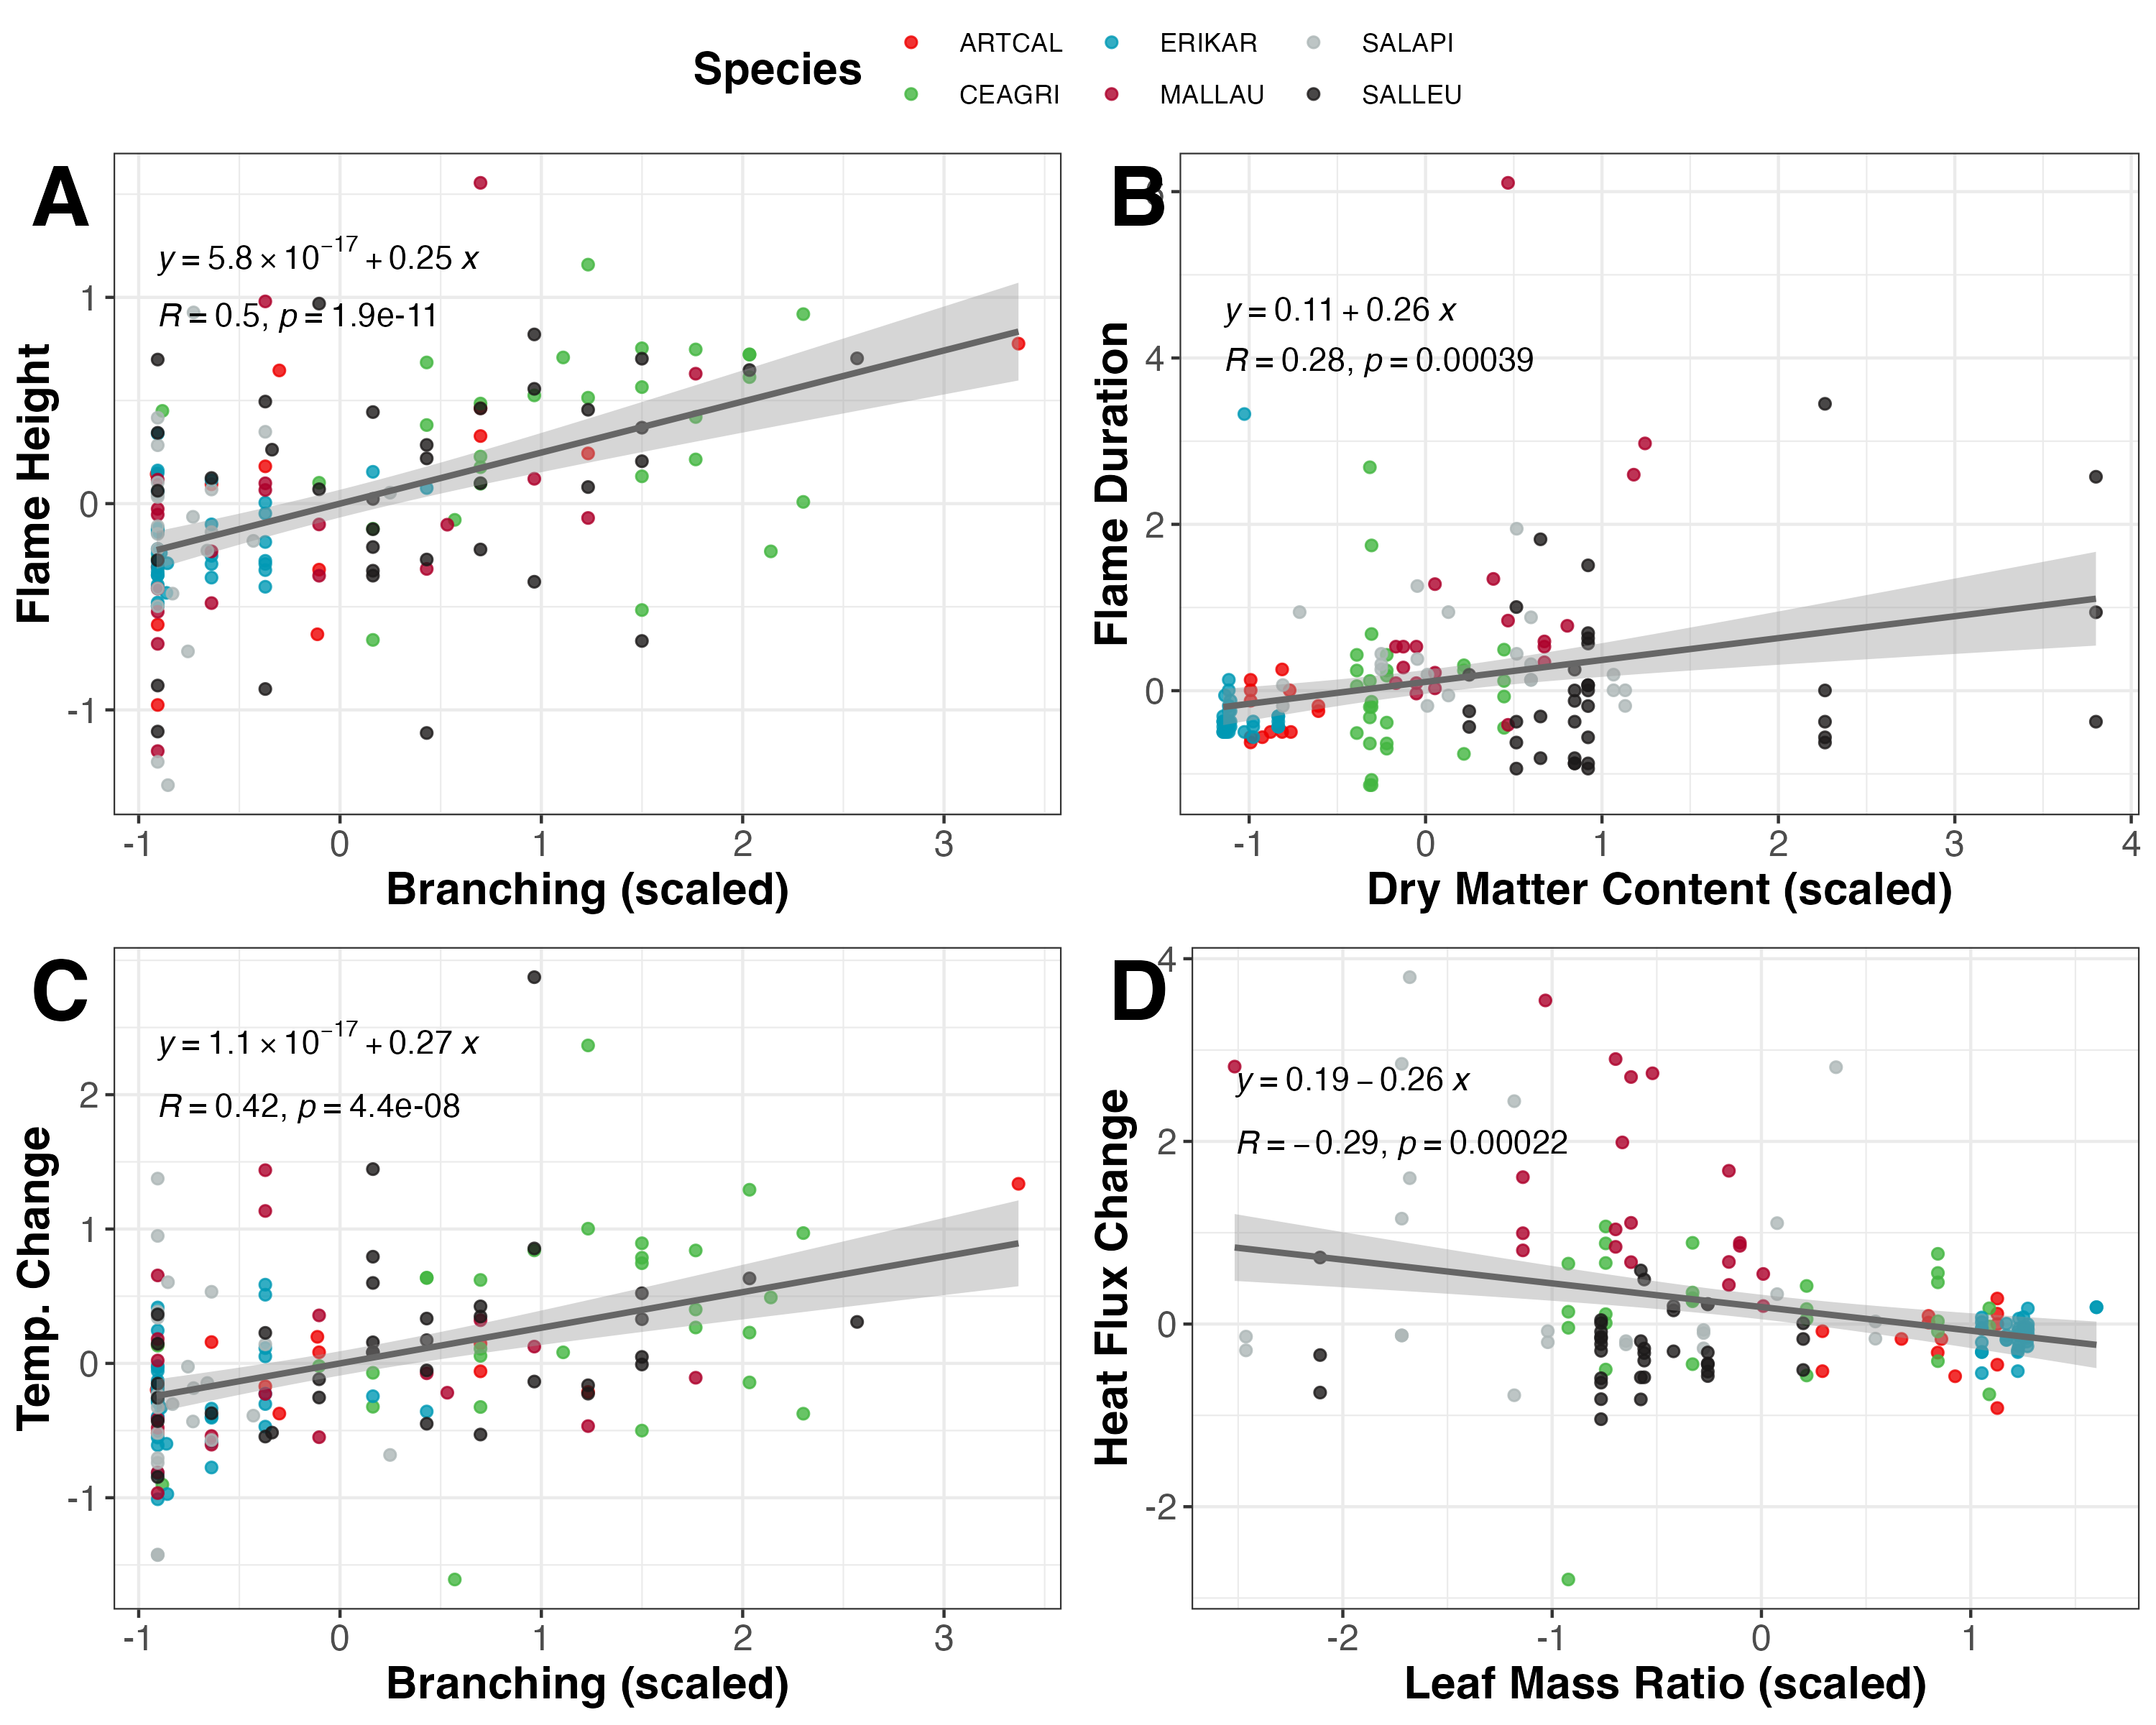 Species
ARTCAL ERIKAR SALAPI
CEAGRI MALLAU SALLEU
A
y = 5.8 × 10⁻¹⁷ + 0.25 x
R = 0.5, p = 1.9e-11
1
0
-1
-1 0 1 2 3
Flame Height
Branching (scaled)
B
y = 0.11 + 0.26 x
R = 0.28, p = 0.00039
4
2
0
-1 0 1 2 3 4
Flame Duration
Dry Matter Content (scaled)
C
y = 1.1 × 10⁻¹⁷ + 0.27 x
R = 0.42, p = 4.4e-08
2
1
0
-1
-1 0 1 2 3
Temp. Change
Branching (scaled)
D
4
y = 0.19 − 0.26 x
R = −0.29, p = 0.00022
2
0
-2
-2 -1 0 1
Heat Flux Change
Leaf Mass Ratio (scaled)